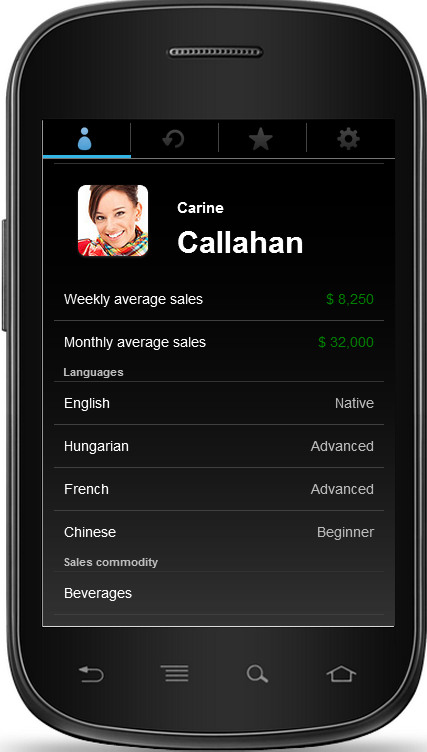 Carine
Callahan
Weekly average sales $ 8,250
Monthly average sales $ 32,000
Languages
English Native
Hungarian Advanced
French Advanced
Chinese Beginner
Sales commodity
Beverages